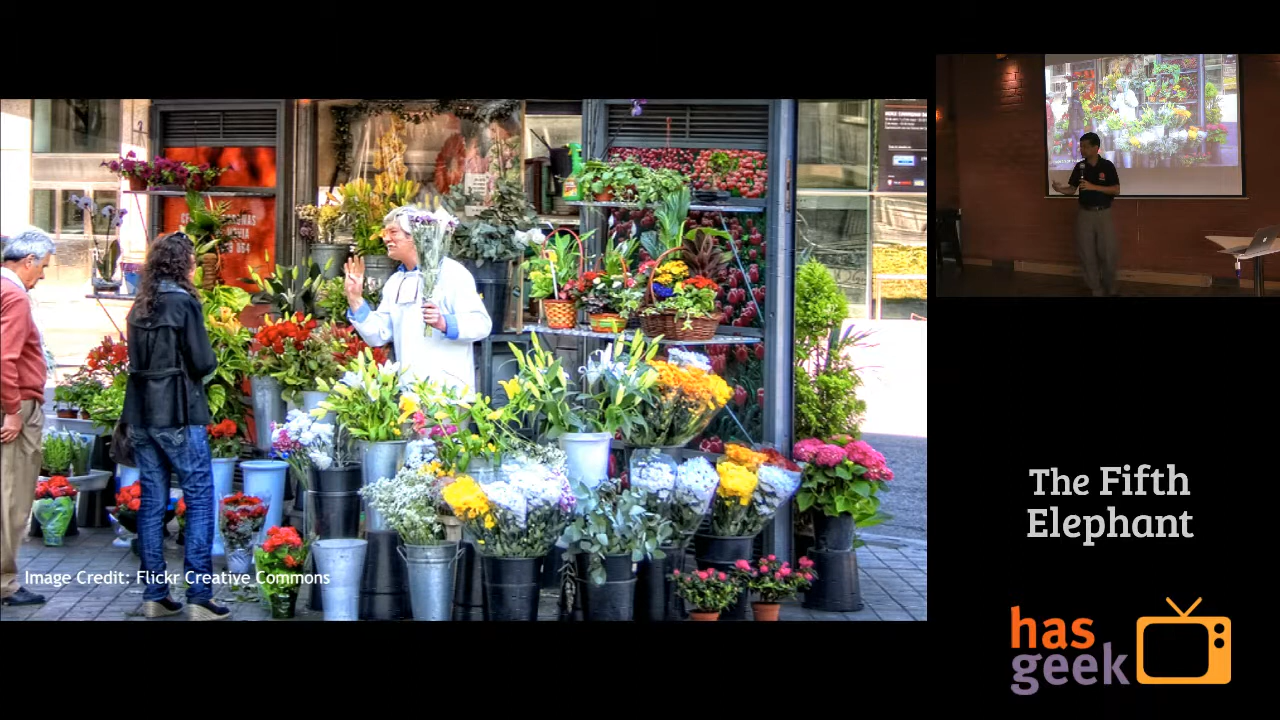 Image Credit: Flickr Creative Commons
The Fifth
Elephant
has
geek